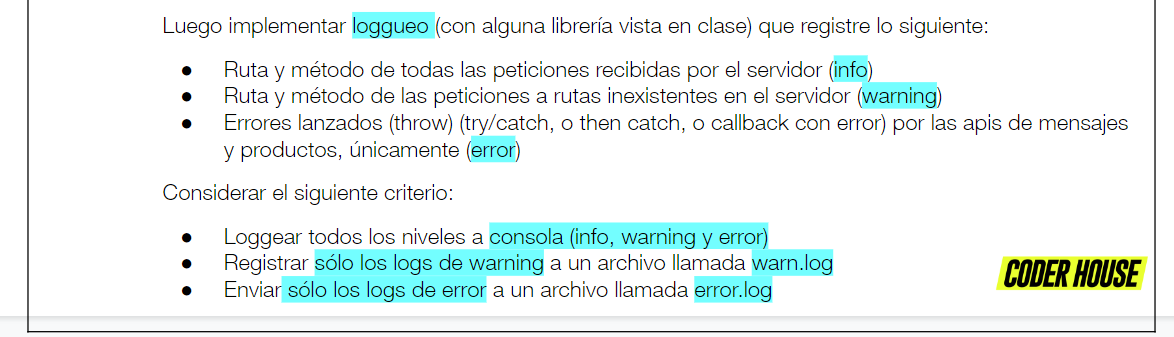 Luego implementar loggueo (con alguna librería vista en clase) que registre lo siguiente:
● Ruta y método de todas las peticiones recibidas por el servidor (info)
● Ruta y método de las peticiones a rutas inexistentes en el servidor (warning)
● Errores lanzados (throw) (try/catch, o then catch, o callback con error) por las apis de mensajes
y productos, únicamente (error)
Considerar el siguiente criterio:
● Loggear todos los niveles a consola (info, warning y error)
● Registrar sólo los logs de warning a un archivo llamada warn.log
● Enviar sólo los logs de error a un archivo llamada error.log
CODER HOUSE